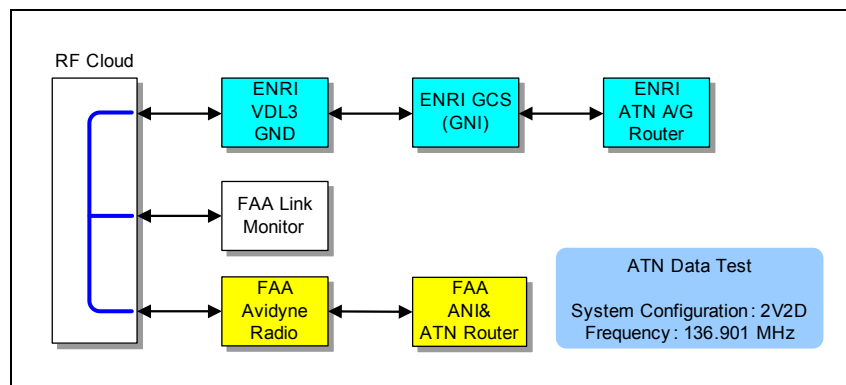 RF Cloud
ENRI
VDL3
GND
ENRI GCS
(GNI)
ENRI
ATN A/G
Router
FAA Link
Monitor
FAA
Avidyne
Radio
FAA
ANI&
ATN Router
ATN Data Test
System Configuration : 2V2D
Frequency : 136.901 MHz